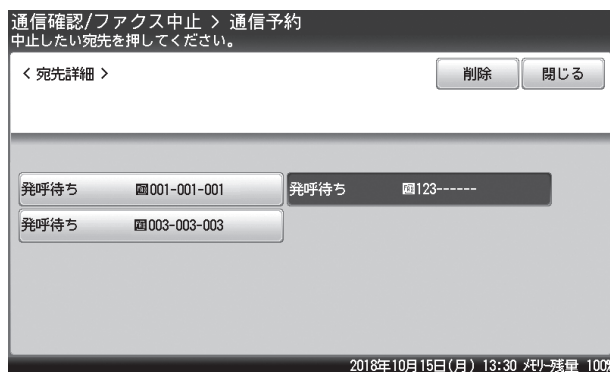 通信確認/ファクス中止 > 通信予約
中止したい宛先を押してください。
< 宛先詳細 >
削除
閉じる
発呼待ち 001-001-001
発呼待ち 123------
発呼待ち 003-003-003
2018年10月15日(月) 13:30 メモリー残量 100%